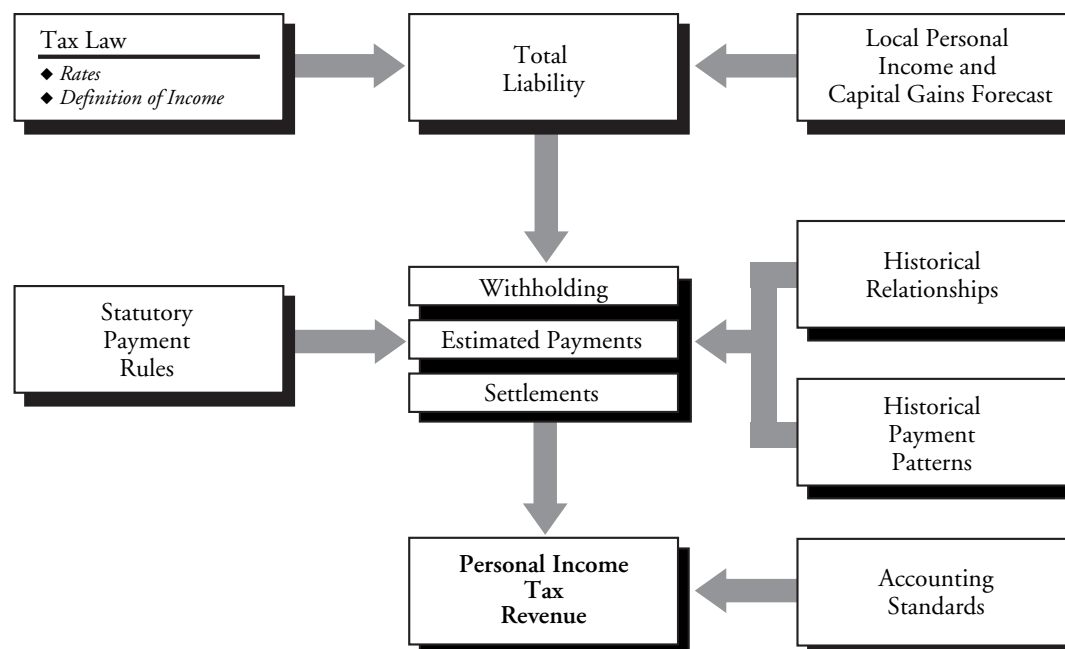 Tax Law
◆ Rates
◆ Definition of Income
Total
Liability
Local Personal
Income and
Capital Gains Forecast
Statutory
Payment
Rules
Withholding
Estimated Payments
Settlements
Historical
Relationships
Historical
Payment
Patterns
Personal Income
Tax
Revenue
Accounting
Standards